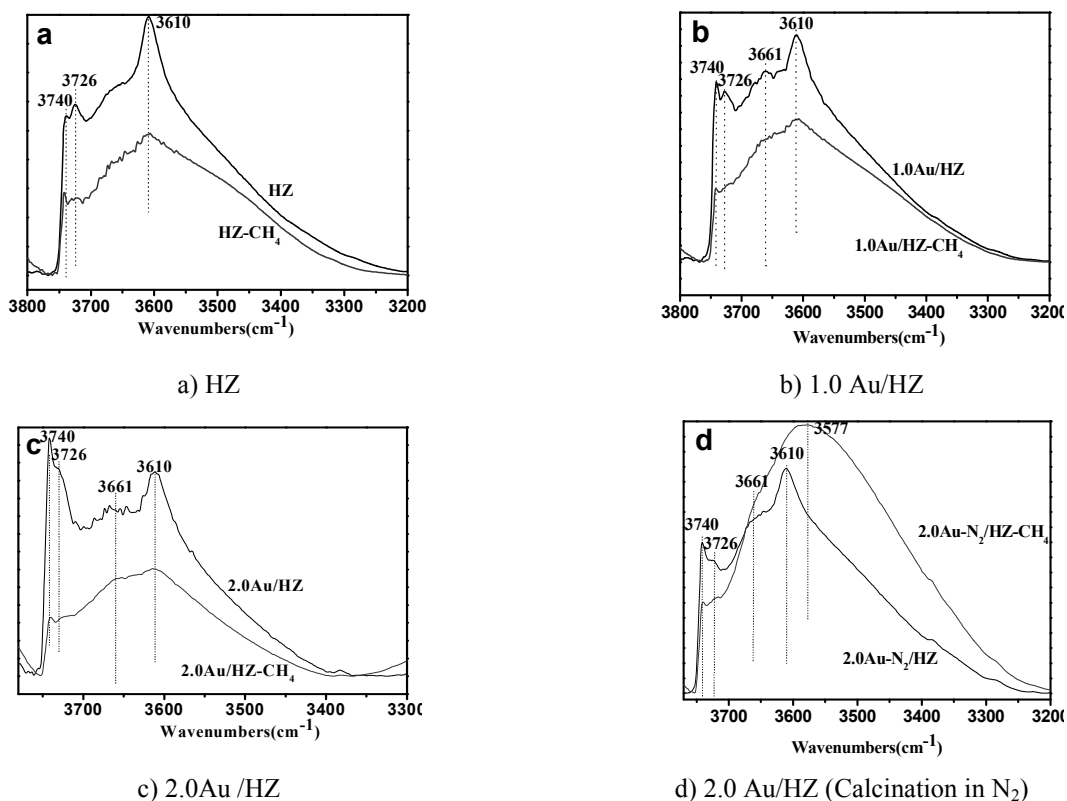 a
3610
3726
3740
HZ
HZ-CH4
3800 3700 3600 3500 3400 3300 3200
Wavenumbers(cm-1)
a) HZ
b
3610
3661
3740
3726
1.0Au/HZ
1.0Au/HZ-CH4
3800 3700 3600 3500 3400 3300 320
Wavenumbers(cm-1
b) 1.0 Au/HZ
c
3740
3726
3661
3610
2.0Au/HZ
2.0Au/HZ-CH4
3700 3600 3500 3400 3300
Wavenumbers(cm-1)
c) 2.0Au /HZ
d
3577
3610
3661
3740
3726
2.0Au-N2/HZ-CH4
2.0Au-N2/HZ
3700 3600 3500 3400 3300 3200
Wavenumbers(cm-1)
d) 2.0 Au/HZ (Calcination in N2)